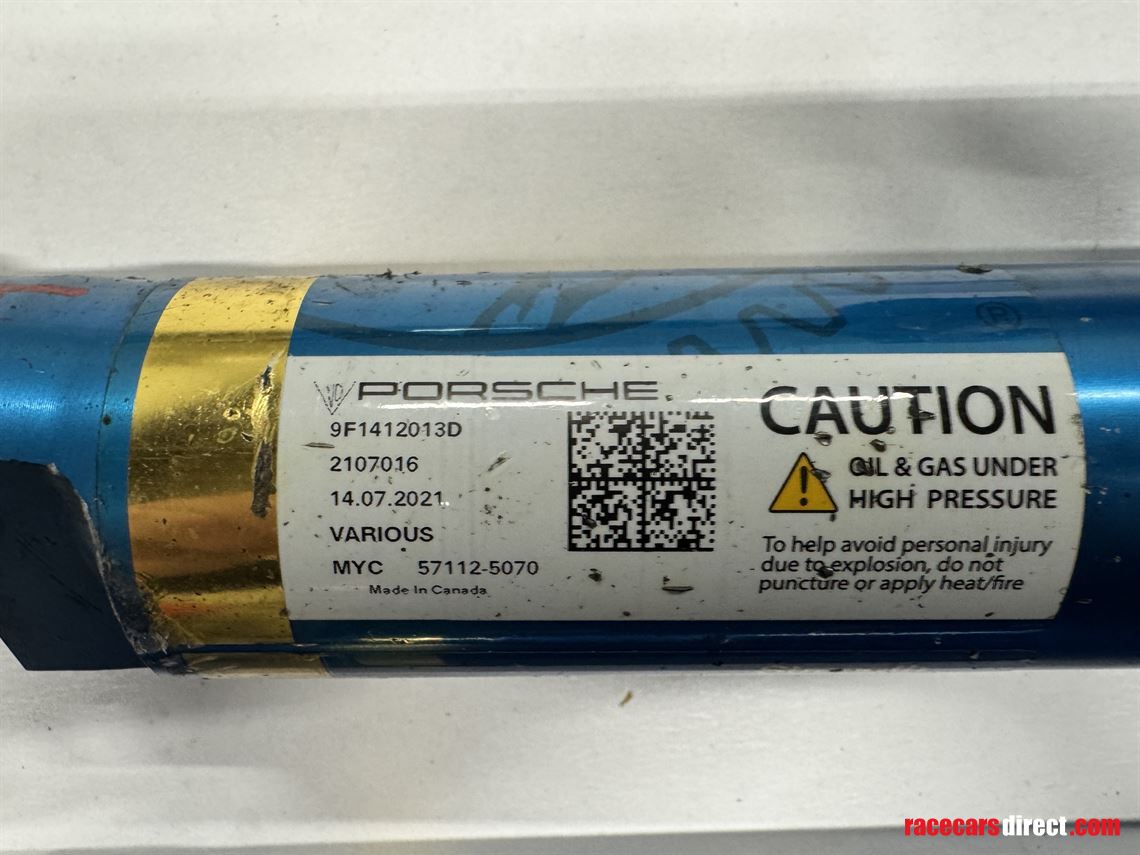 PORSCHE
9F1412013D
2107016
14.07.2021
VARIOUS
MYC 57112-5070
Made In Canada
CAUTION
OIL & GAS UNDER
HIGH PRESSURE
To help avoid personal injury
due to explosion, do not
puncture or apply heat/fire
®
racecarsdirect.com